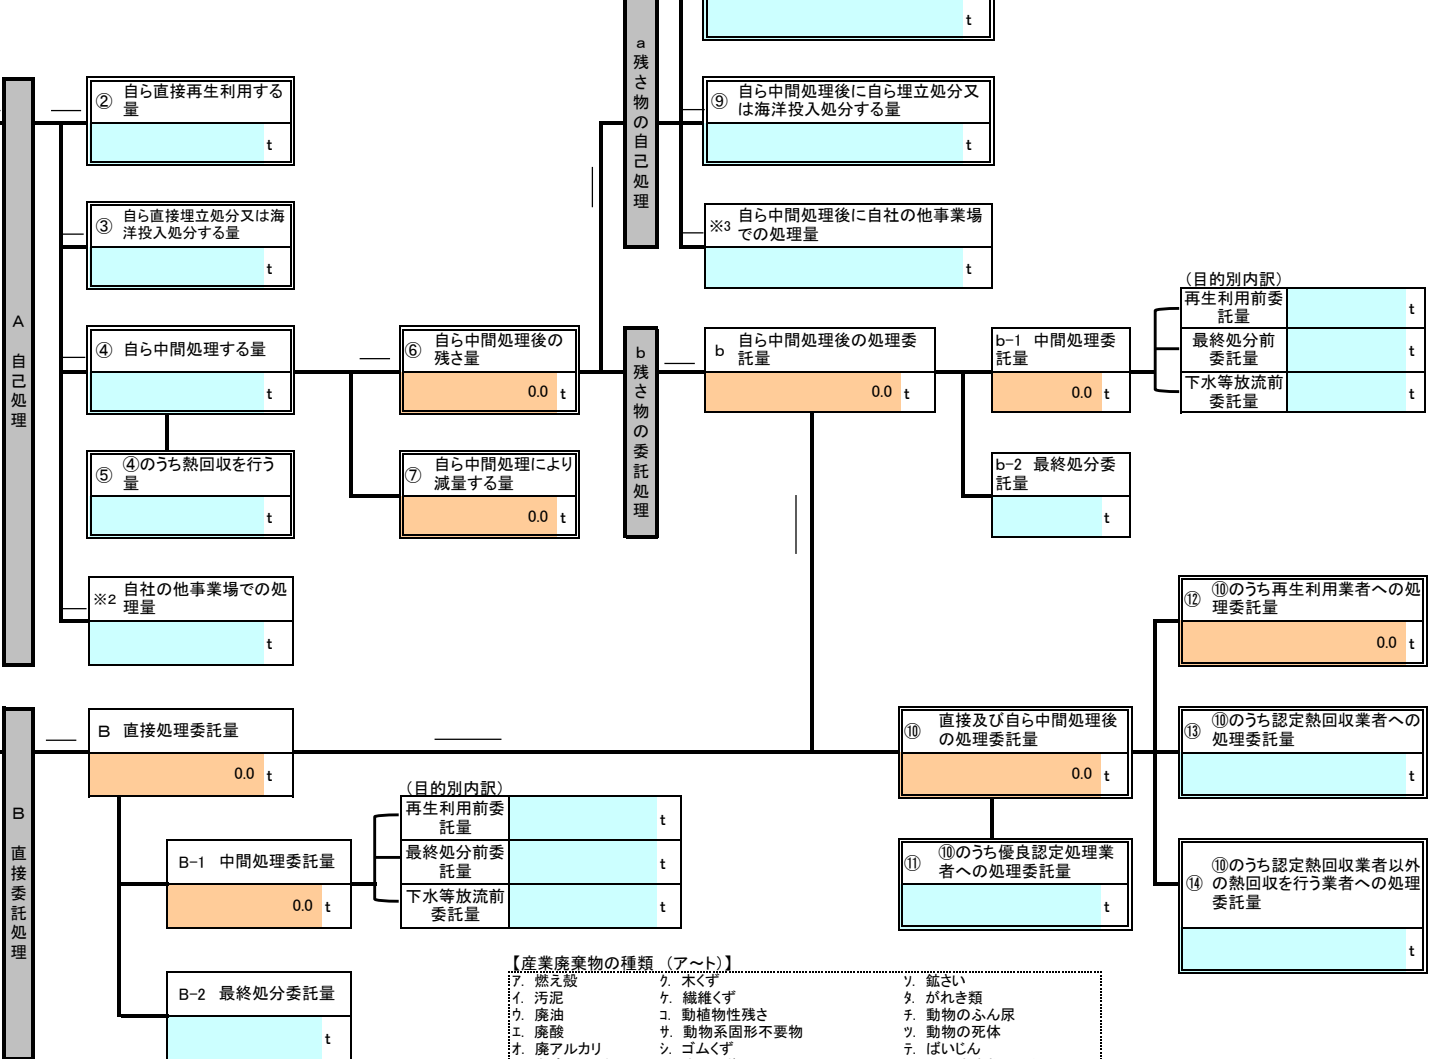 t
a 残さ物の自己処理
② 自ら直接再生利用する
量
t
⑨ 自ら中間処理後に自ら埋立処分又
は海洋投入処分する量
t
③ 自ら直接埋立処分又は海
洋投入処分する量
t
※3 自ら中間処理後に自社の他事業場
での処理量
t
A 自己処理
④ 自ら中間処理する量
t
⑥ 自ら中間処理後の
残さ量
0.0 t
b 残さ物の委託処理
b 自ら中間処理後の処理委
託量
0.0 t
b-1 中間処理委
託量
0.0 t
(目的別内訳)
再生利用前委
託量
t
最終処分前
委託量
t
下水等放流前
委託量
t
⑤ ④のうち熱回収を行う
量
t
⑦ 自ら中間処理により
減量する量
0.0 t
b-2 最終処分委
託量
t
※2 自社の他事業場での処
理量
t
⑫ ⑩のうち再生利用業者への処
理委託量
0.0 t
B 直接委託処理
B 直接処理委託量
0.0 t
⑩ 直接及び自ら中間処理後
の処理委託量
0.0 t
⑬ ⑩のうち認定熱回収業者への
処理委託量
t
B-1 中間処理委託量
0.0 t
(目的別内訳)
再生利用前委
託量
t
最終処分前委
託量
t
下水等放流前
委託量
t
⑪ ⑩のうち優良認定処理業
者への処理委託量
t
⑭ ⑩のうち認定熱回収業者以外
の熱回収を行う業者への処理
委託量
t
B-2 最終処分委託量
t
【産業廃棄物の種類 (ア~ト)】
ア. 燃え殻 ク. 木くず ソ. 鉱さい
イ. 汚泥 ケ. 繊維くず タ. がれき類
ウ. 廃油 コ. 動植物性残さ チ. 動物のふん尿
エ. 廃酸 サ. 動物系固形不要物 ツ. 動物の死体
オ. 廃アルカリ シ. ゴムくず テ. ばいじん